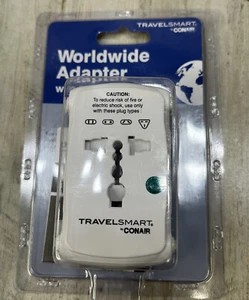 TRAVELSMART®
BY CONAIR
Worldwide
Adapter
CAUTION:
To reduce risk of fire or
electric shock, use only
with these plug types
TRAVELSMART®
BY CONAIR